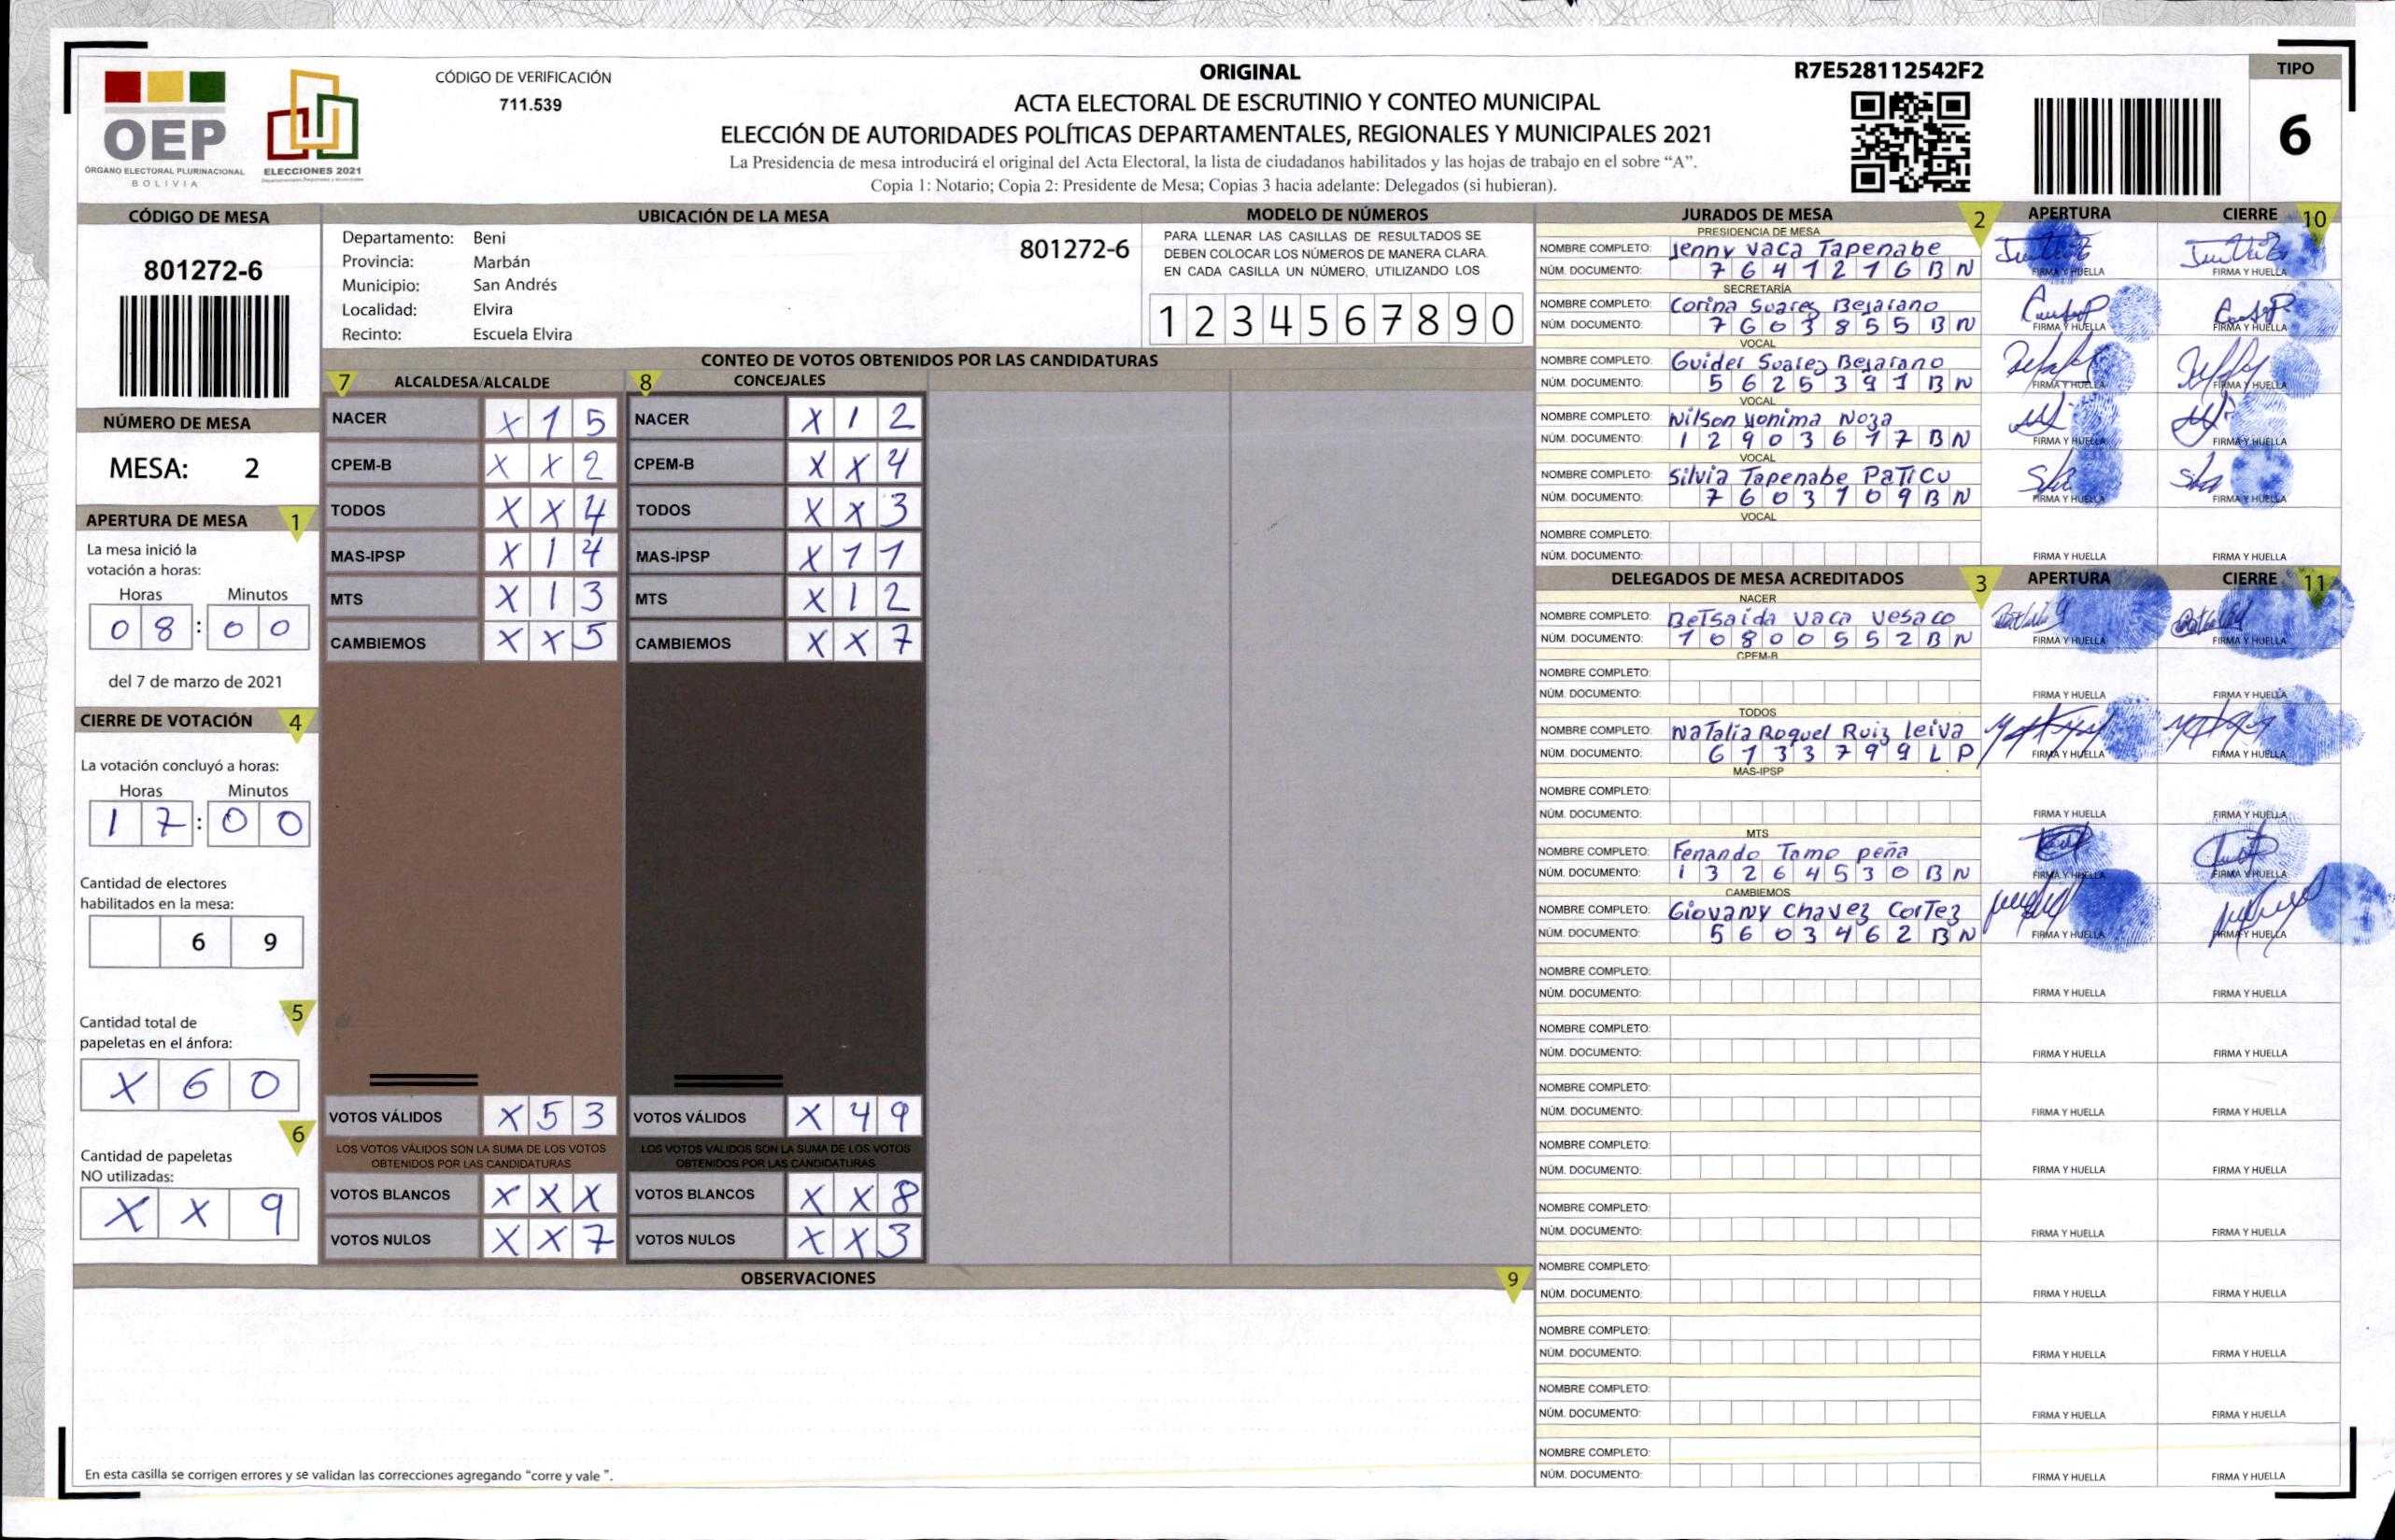 ORIGINAL
ACTA ELECTORAL DE ESCRUTINIO Y CONTEO MUNICIPAL
ELECCIÓN DE AUTORIDADES POLÍTICAS DEPARTAMENTALES, REGIONALES Y MUNICIPALES 2021
La Presidencia de mesa introducirá el original del Acta Electoral, la lista de ciudadanos habilitados y las hojas de trabajo en el sobre “A”.
Copia 1: Notario; Copia 2: Presidente de Mesa; Copias 3 hacia adelante: Delegados (si hubieran).
OEP
ÓRGANO ELECTORAL PLURINACIONAL
BOLIVIA
ELECCIONES 2021
CÓDIGO DE VERIFICACIÓN
711.539
R7E528112542F2
TIPO
6
CÓDIGO DE MESA
801272-6
NÚMERO DE MESA
MESA: 2
APERTURA DE MESA 1
La mesa inició la
votación a horas:
Horas Minutos
0 8 : 0 0
del 7 de marzo de 2021
CIERRE DE VOTACIÓN 4
La votación concluyó a horas:
Horas Minutos
1 7 : 0 0
Cantidad de electores
habilitados en la mesa:
6 9
5
Cantidad total de
papeletas en el ánfora:
X 6 0
6
Cantidad de papeletas
NO utilizadas:
X X 9
UBICACIÓN DE LA MESA
Departamento: Beni
Provincia: Marbán
Municipio: San Andrés
Localidad: Elvira
Recinto: Escuela Elvira
801272-6
MODELO DE NÚMEROS
PARA LLENAR LAS CASILLAS DE RESULTADOS SE
DEBEN COLOCAR LOS NÚMEROS DE MANERA CLARA
EN CADA CASILLA UN NÚMERO, UTILIZANDO LOS
1 2 3 4 5 6 7 8 9 0
CONTEO DE VOTOS OBTENIDOS POR LAS CANDIDATURAS
7 ALCALDESA/ALCALDE
NACER X 1 5
CPEM-B X X 2
TODOS X X 4
MAS-IPSP X 1 4
MTS X 1 3
CAMBIEMOS X X 5
VOTOS VÁLIDOS X 5 3
LOS VOTOS VÁLIDOS SON LA SUMA DE LOS VOTOS
OBTENIDOS POR LAS CANDIDATURAS
VOTOS BLANCOS X X X
VOTOS NULOS X X 7
8 CONCEJALES
NACER X 1 2
CPEM-B X X 4
TODOS X X 3
MAS-IPSP X 1 1
MTS X 1 2
CAMBIEMOS X X 7
VOTOS VÁLIDOS X 4 9
LOS VOTOS VÁLIDOS SON LA SUMA DE LOS VOTOS
OBTENIDOS POR LAS CANDIDATURAS
VOTOS BLANCOS X X 8
VOTOS NULOS X X 3
OBSERVACIONES 9
En esta casilla se corrigen errores y se validan las correcciones agregando “corre y vale ”.
JURADOS DE MESA 2 APERTURA CIERRE 10
PRESIDENCIA DE MESA
NOMBRE COMPLETO: Jenny Vaca Tapenabe
NÚM. DOCUMENTO: 7 6 4 1 2 1 6 B N FIRMA Y HUELLA FIRMA Y HUELLA
SECRETARÍA
NOMBRE COMPLETO: Corina Suarez Bejarano
NÚM. DOCUMENTO: 7 6 0 3 8 5 5 B N FIRMA Y HUELLA FIRMA Y HUELLA
VOCAL
NOMBRE COMPLETO: Guider Suarez Bejarano
NÚM. DOCUMENTO: 5 6 2 5 3 9 1 B N FIRMA Y HUELLA FIRMA Y HUELLA
VOCAL
NOMBRE COMPLETO: Wilson Yonima Noza
NÚM. DOCUMENTO: 1 2 9 0 3 6 1 7 B N FIRMA Y HUELLA FIRMA Y HUELLA
VOCAL
NOMBRE COMPLETO: Silvia Tapenabe PaTiCU
NÚM. DOCUMENTO: 7 6 0 3 1 0 9 B N FIRMA Y HUELLA FIRMA Y HUELLA
VOCAL
NOMBRE COMPLETO:
NÚM. DOCUMENTO: FIRMA Y HUELLA FIRMA Y HUELLA
DELEGADOS DE MESA ACREDITADOS 3 APERTURA CIERRE 11
NACER
NOMBRE COMPLETO: BeTsaida Vaca Vesaco
NÚM. DOCUMENTO: 1 0 8 0 0 5 5 2 B N FIRMA Y HUELLA FIRMA Y HUELLA
CPEM-B
NOMBRE COMPLETO:
NÚM. DOCUMENTO: FIRMA Y HUELLA FIRMA Y HUELLA
TODOS
NOMBRE COMPLETO: NaTalia Roquel Ruiz leiva
NÚM. DOCUMENTO: 6 1 3 3 7 9 9 L P FIRMA Y HUELLA FIRMA Y HUELLA
MAS-IPSP
NOMBRE COMPLETO:
NÚM. DOCUMENTO: FIRMA Y HUELLA FIRMA Y HUELLA
MTS
NOMBRE COMPLETO: Fenando Tamo peña
NÚM. DOCUMENTO: 1 3 2 6 4 5 3 0 B N FIRMA Y HUELLA FIRMA Y HUELLA
CAMBIEMOS
NOMBRE COMPLETO: Giovany Chavez CorTez
NÚM. DOCUMENTO: 5 6 0 3 4 6 2 B N FIRMA Y HUELLA FIRMA Y HUELLA
NOMBRE COMPLETO:
NÚM. DOCUMENTO: FIRMA Y HUELLA FIRMA Y HUELLA
NOMBRE COMPLETO:
NÚM. DOCUMENTO: FIRMA Y HUELLA FIRMA Y HUELLA
NOMBRE COMPLETO:
NÚM. DOCUMENTO: FIRMA Y HUELLA FIRMA Y HUELLA
NOMBRE COMPLETO:
NÚM. DOCUMENTO: FIRMA Y HUELLA FIRMA Y HUELLA
NOMBRE COMPLETO:
NÚM. DOCUMENTO: FIRMA Y HUELLA FIRMA Y HUELLA
NOMBRE COMPLETO:
NÚM. DOCUMENTO: FIRMA Y HUELLA FIRMA Y HUELLA
NOMBRE COMPLETO:
NÚM. DOCUMENTO: FIRMA Y HUELLA FIRMA Y HUELLA
NOMBRE COMPLETO:
NÚM. DOCUMENTO: FIRMA Y HUELLA FIRMA Y HUELLA
NOMBRE COMPLETO:
NÚM. DOCUMENTO: FIRMA Y HUELLA FIRMA Y HUELLA